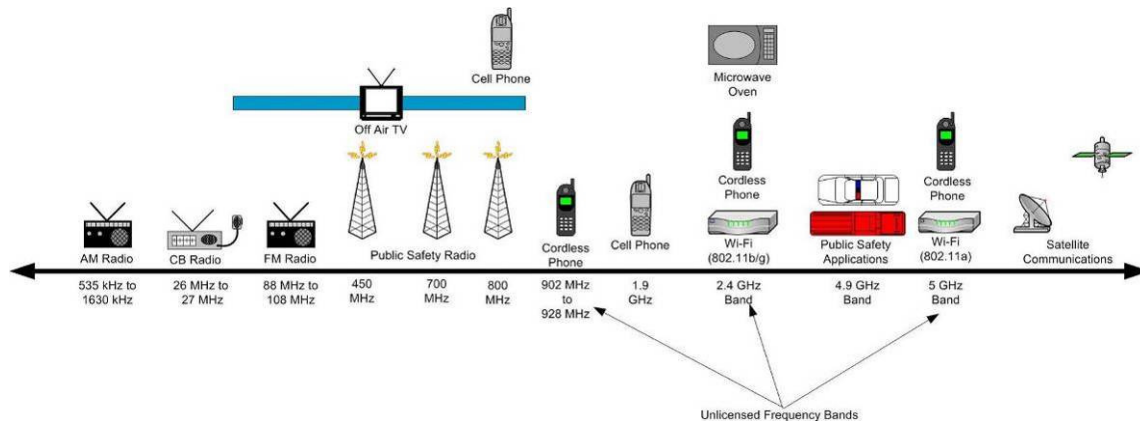 Cell Phone
Microwave
Oven
Off Air TV
Cordless
Phone
Cordless
Phone
AM Radio
CB Radio
FM Radio
Public Safety Radio
Cordless
Phone
Cell Phone
Wi-Fi
(802.11b/g)
Public Safety
Applications
Wi-Fi
(802.11a)
Satellite
Communications
535 kHz to
1630 kHz
26 MHz to
27 MHz
88 MHz to
108 MHz
450
MHz
700
MHz
800
MHz
902 MHz
to
928 MHz
1.9
GHz
2.4 GHz
Band
4.9 GHz
Band
5 GHz
Band
Unlicensed Frequency Bands